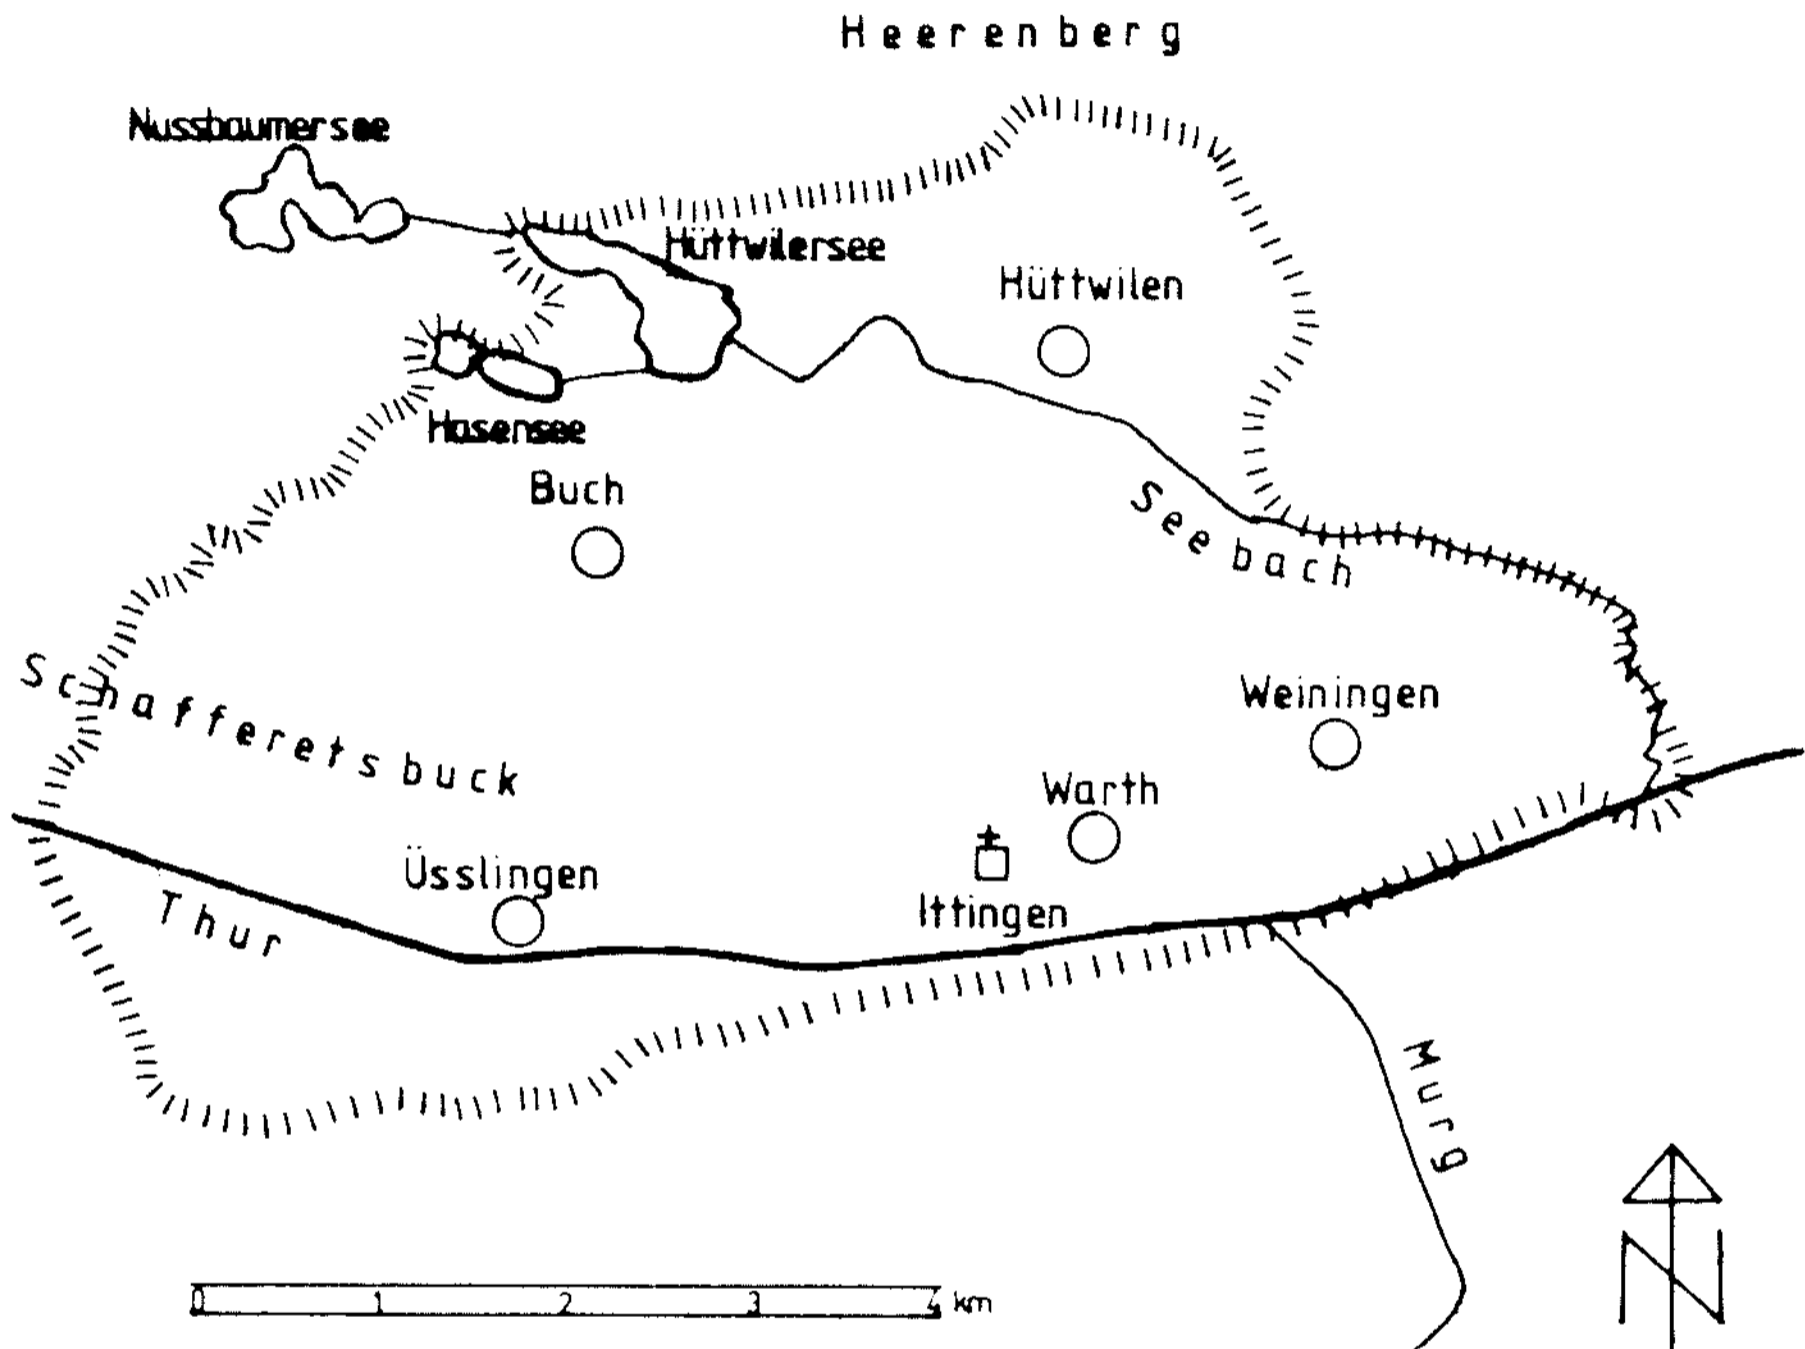 Heerenberg
Nussbaumersee
Hüttwilersee
Hüttwilen
Hasensee
Buch
Seebach
Schafferetsbuck
Weiningen
Warth
Üsslingen
Ittingen
Thur
Murg
0 1 2 3 4 km
N